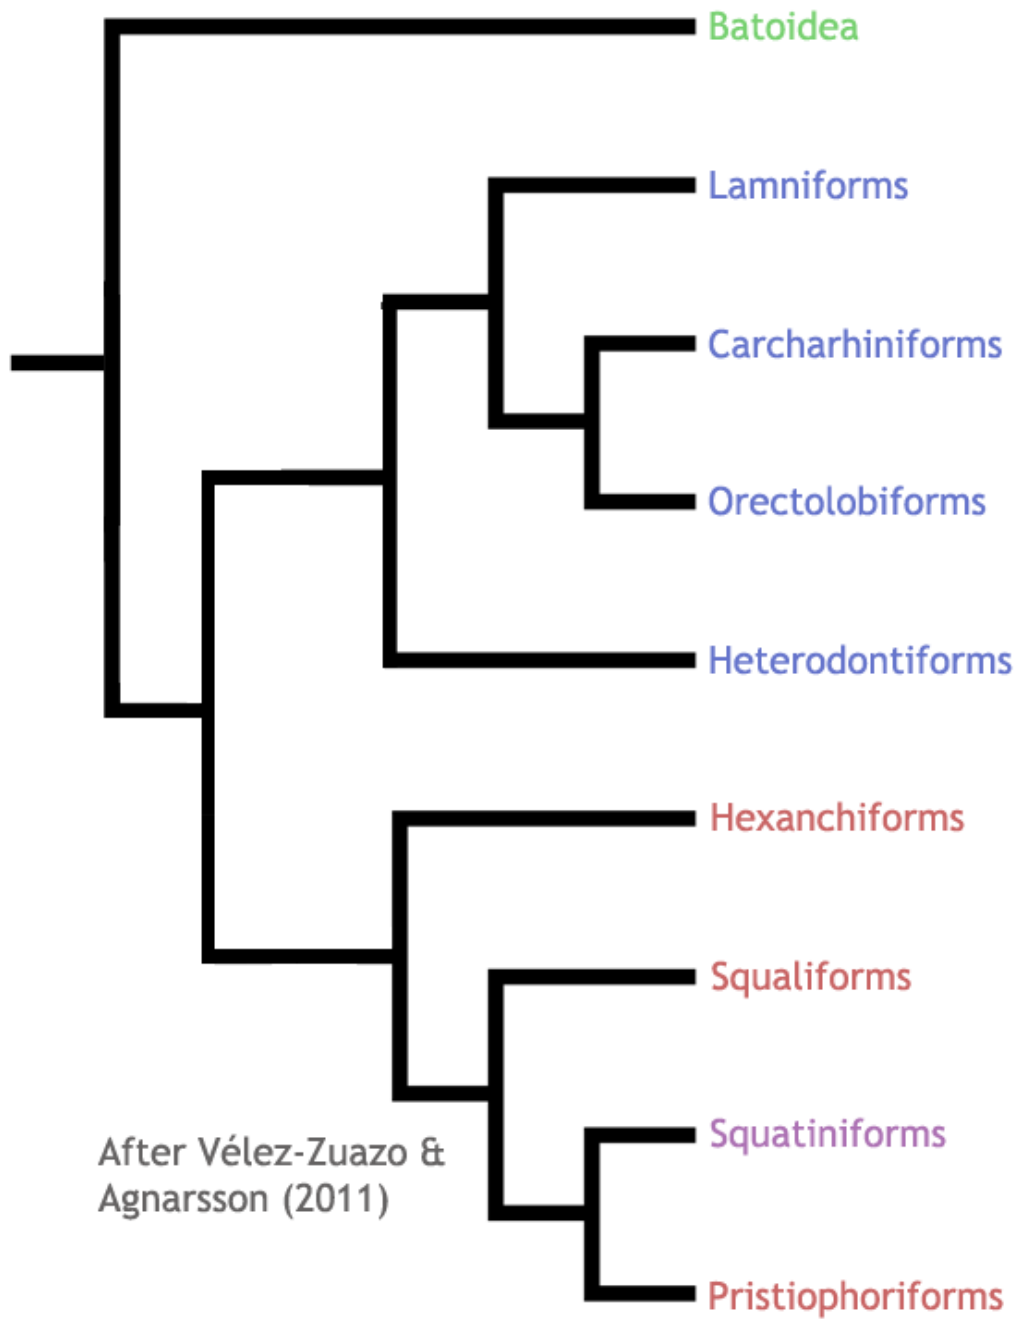 Batoidea
Lamniforms
Carcharhiniforms
Orectolobiforms
Heterodontiforms
Hexanchiforms
Squaliforms
Squatiniforms
Pristiophoriforms
After Vélez-Zuazo &
Agnarsson (2011)